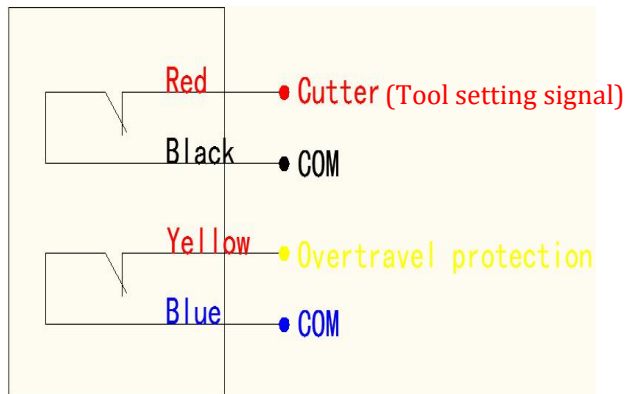 Red Cutter (Tool setting signal)
Black COM
Yellow Overtravel protection
Blue COM